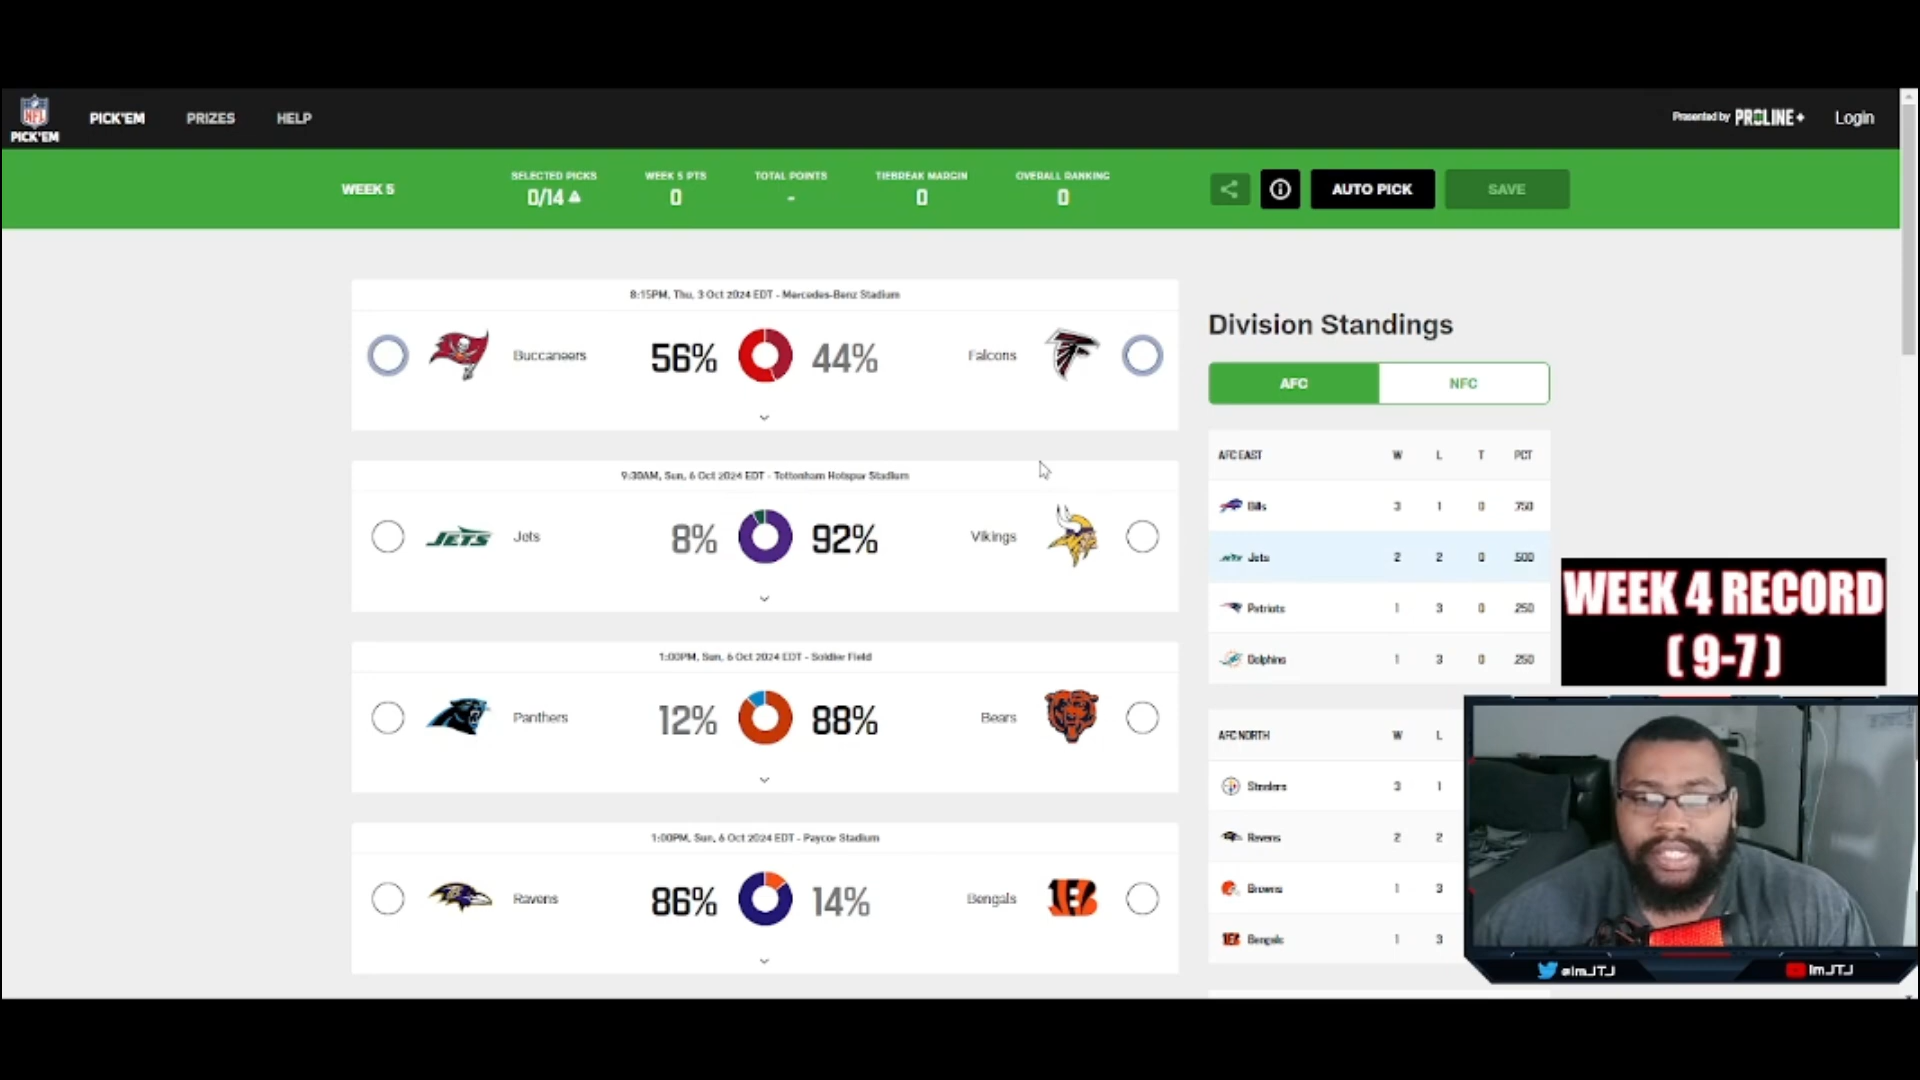 NFL
PICK'EM
PICK'EM
PRIZES
HELP
Presented by PROLINE+
Login
WEEK 5
SELECTED PICKS
0/14
WEEK 5 PTS
0
TOTAL POINTS
-
TIEBREAK MARGIN
0
OVERALL RANKING
0
AUTO PICK
SAVE
8:15PM, Thu, 3 Oct 2024 EDT - Mercedes-Benz Stadium
Buccaneers 56% 44% Falcons
9:30AM, Sun, 6 Oct 2024 EDT - Tottenham Hotspur Stadium
JETS Jets 8% 92% Vikings
1:00PM, Sun, 6 Oct 2024 EDT - Soldier Field
Panthers 12% 88% Bears
1:00PM, Sun, 6 Oct 2024 EDT - Paycor Stadium
Ravens 86% 14% Bengals
Division Standings
AFC NFC
AFC EAST W L T PCT
Bills 3 1 0 .750
Jets 2 2 0 .500
Patriots 1 3 0 .250
Dolphins 1 3 0 .250
AFC NORTH W L
Steelers 3 1
Ravens 2 2
Browns 1 3
Bengals 1 3
WEEK 4 RECORD
( 9-7 )
@ImJTJ
ImJTJ